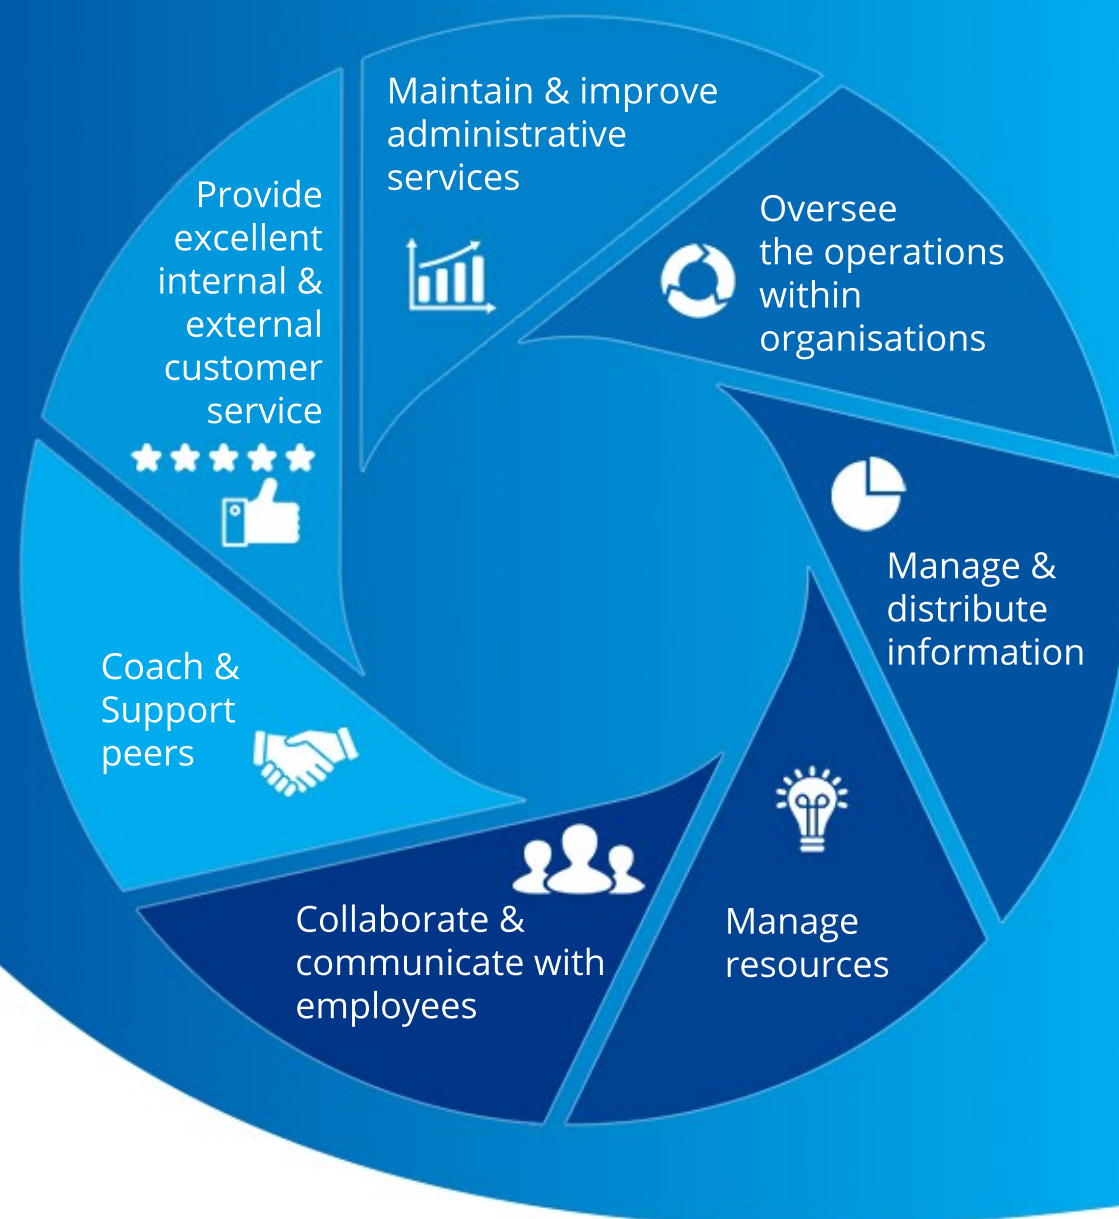 Maintain & improve
administrative
services
Oversee
the operations
within
organisations
Manage &
distribute
information
Manage
resources
Collaborate &
communicate with
employees
Coach &
Support
peers
Provide
excellent
internal &
external
customer
service